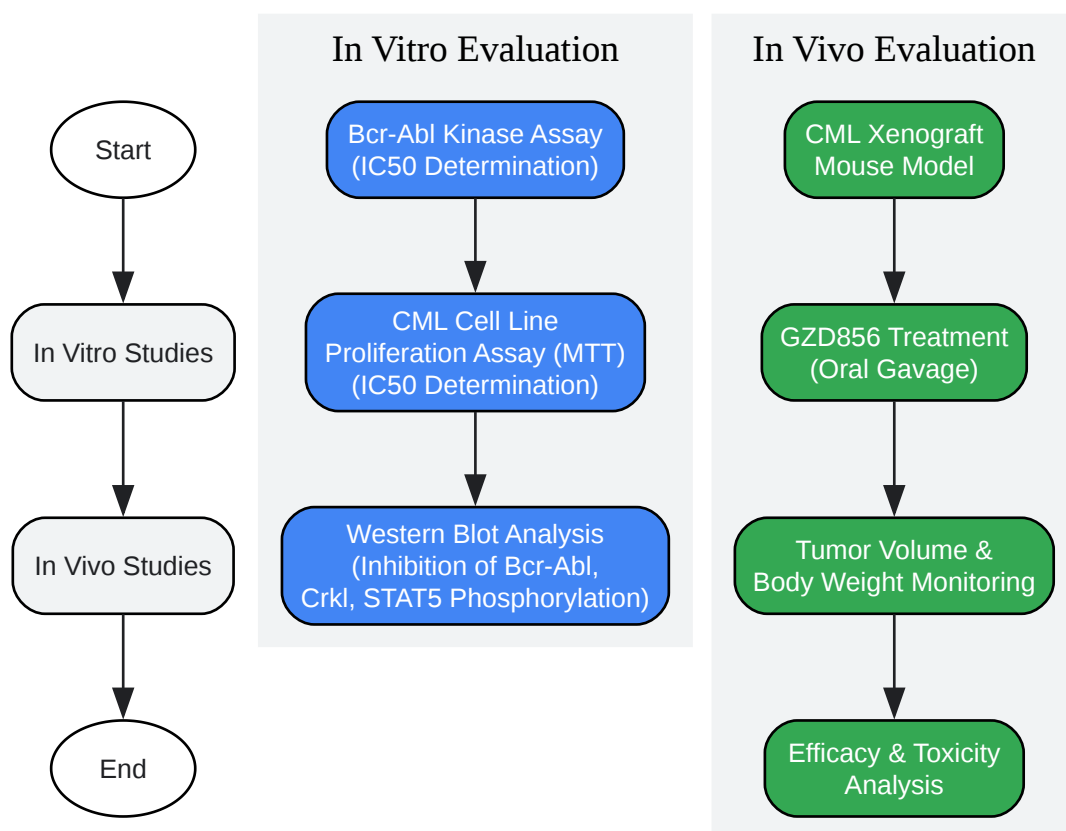 Start
In Vitro Studies
In Vivo Studies
End
In Vitro Evaluation
Bcr-Abl Kinase Assay
(IC50 Determination)
CML Cell Line
Proliferation Assay (MTT)
(IC50 Determination)
Western Blot Analysis
(Inhibition of Bcr-Abl,
Crkl, STAT5 Phosphorylation)
In Vivo Evaluation
CML Xenograft
Mouse Model
GZD856 Treatment
(Oral Gavage)
Tumor Volume &
Body Weight Monitoring
Efficacy & Toxicity
Analysis